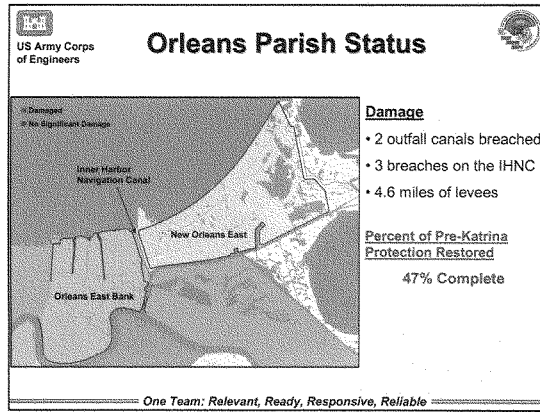 US Army Corps
of Engineers
Orleans Parish Status
Damaged
No Significant Damage
Inner Harbor
Navigation Canal
New Orleans East
Orleans East Bank
Damage
• 2 outfall canals breached
• 3 breaches on the IHNC
• 4.6 miles of levees
Percent of Pre-Katrina
Protection Restored
47% Complete
One Team: Relevant, Ready, Responsive, Reliable